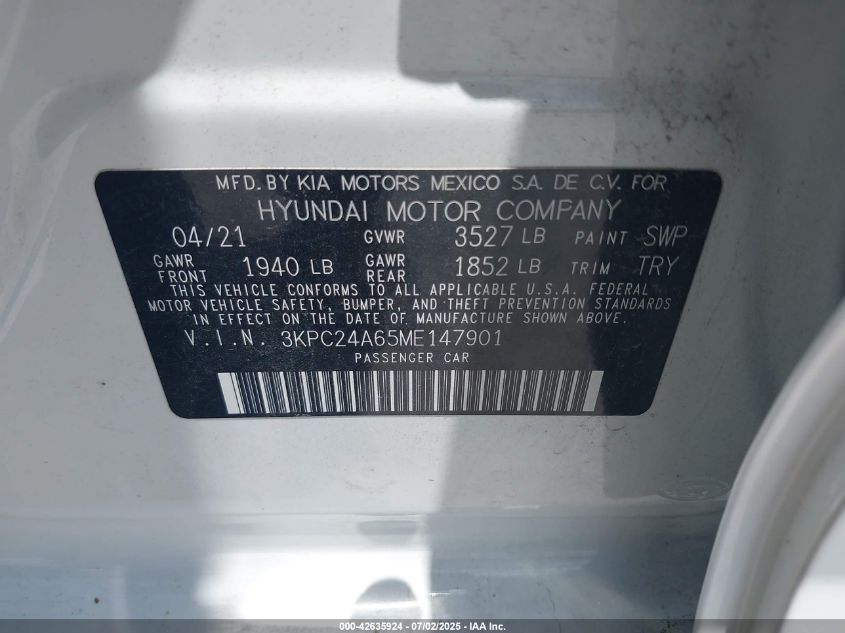 MFD. BY KIA MOTORS MEXICO S.A. DE C.V. FOR
HYUNDAI MOTOR COMPANY
04/21 GVWR 3527 LB PAINT SWP
GAWR FRONT 1940 LB GAWR REAR 1852 LB TRIM TRY
THIS VEHICLE CONFORMS TO ALL APPLICABLE U.S.A. FEDERAL
MOTOR VEHICLE SAFETY, BUMPER, AND THEFT PREVENTION STANDARDS
IN EFFECT ON THE DATE OF MANUFACTURE SHOWN ABOVE.
V.I.N. 3KPC24A65ME147901
PASSENGER CAR
000-42635924 - 07/02/2025 - IAA Inc.